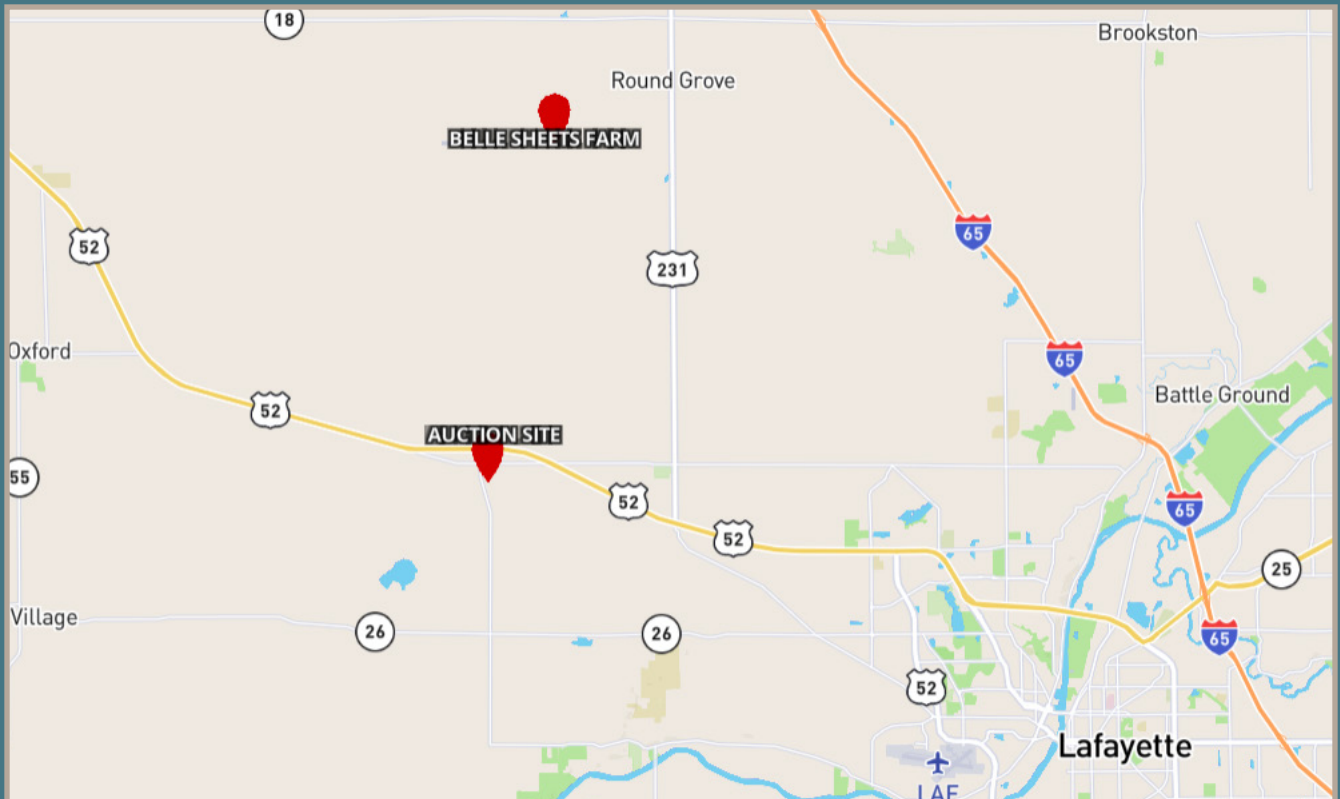 18
Brookston
Round Grove
BELLE SHEETS FARM
65
52
231
Oxford
65
Battle Ground
52
AUCTION SITE
55
52
65
52
25
Village
26
26
65
52
Lafayette
LAF